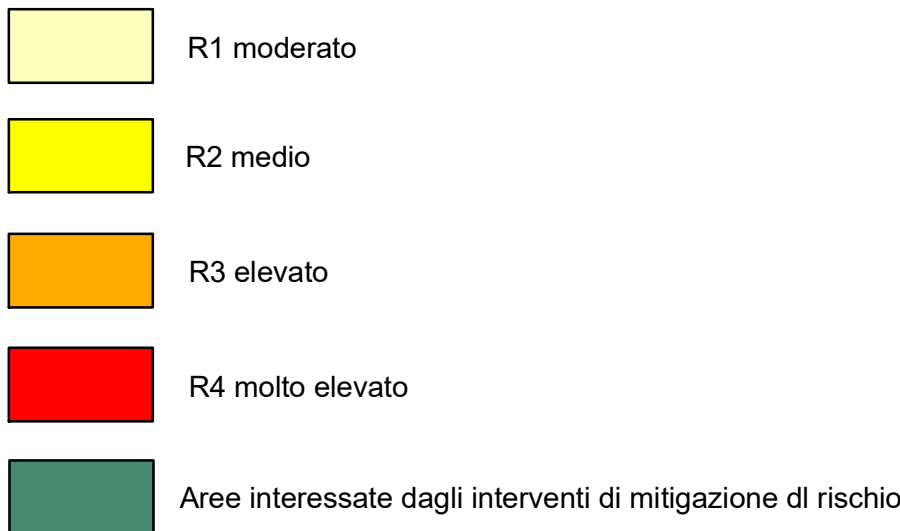 R1 moderato
R2 medio
R3 elevato
R4 molto elevato
Aree interessate dagli interventi di mitigazione dl rischio